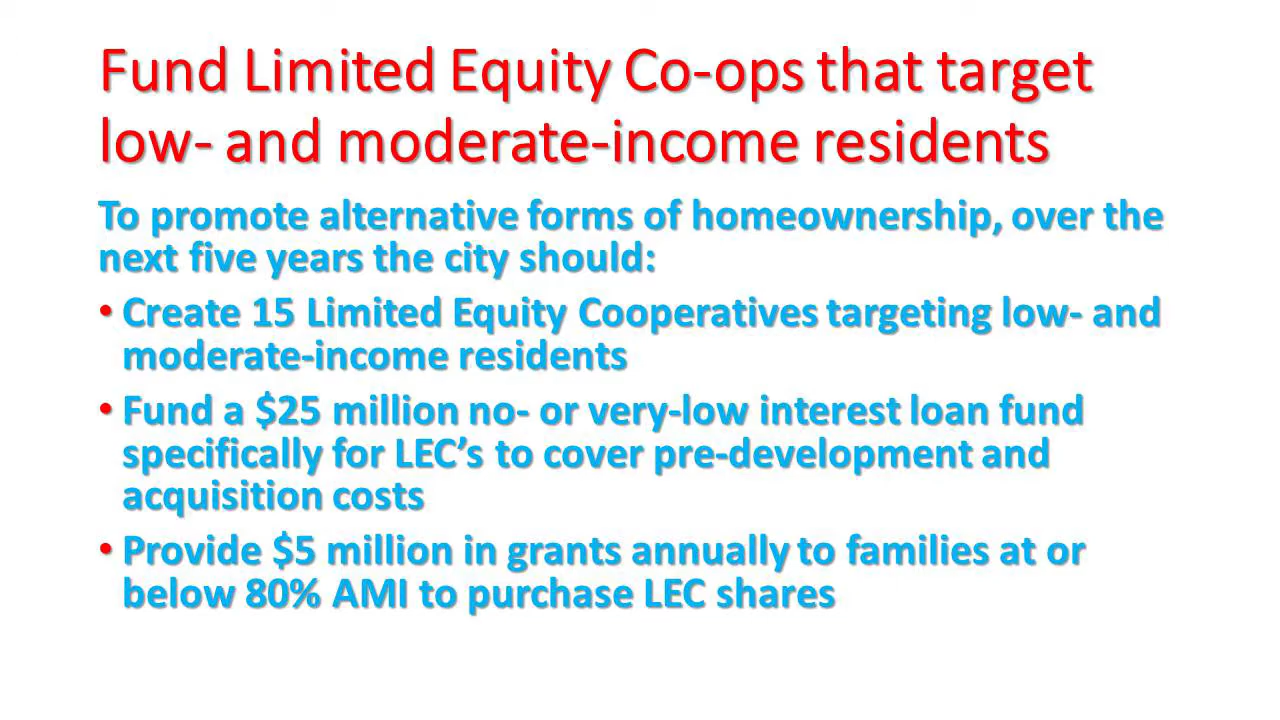 Fund Limited Equity Co-ops that target
low- and moderate-income residents
To promote alternative forms of homeownership, over the
next five years the city should:
• Create 15 Limited Equity Cooperatives targeting low- and
moderate-income residents
• Fund a $25 million no- or very-low interest loan fund
specifically for LEC’s to cover pre-development and
acquisition costs
• Provide $5 million in grants annually to families at or
below 80% AMI to purchase LEC shares